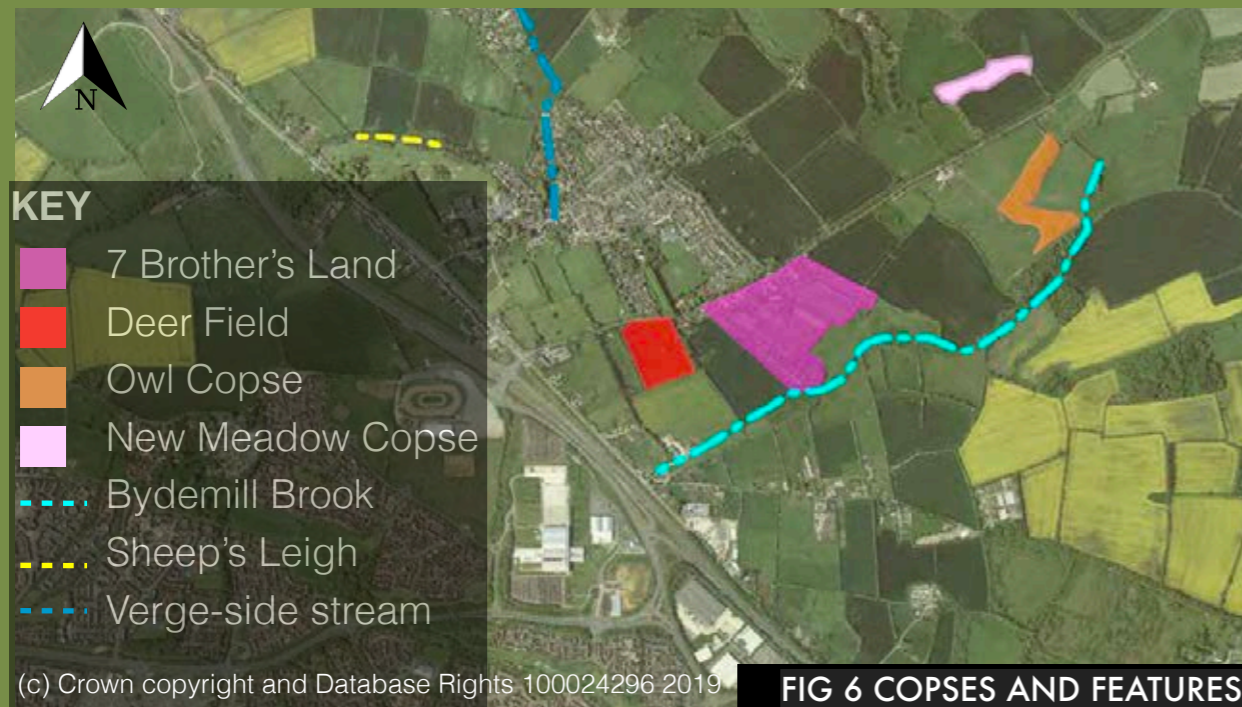 N
KEY
7 Brother's Land
Deer Field
Owl Copse
New Meadow Copse
Bydemill Brook
Sheep's Leigh
Verge-side stream
(c) Crown copyright and Database Rights 100024296 2019
FIG 6 COPSES AND FEATURES